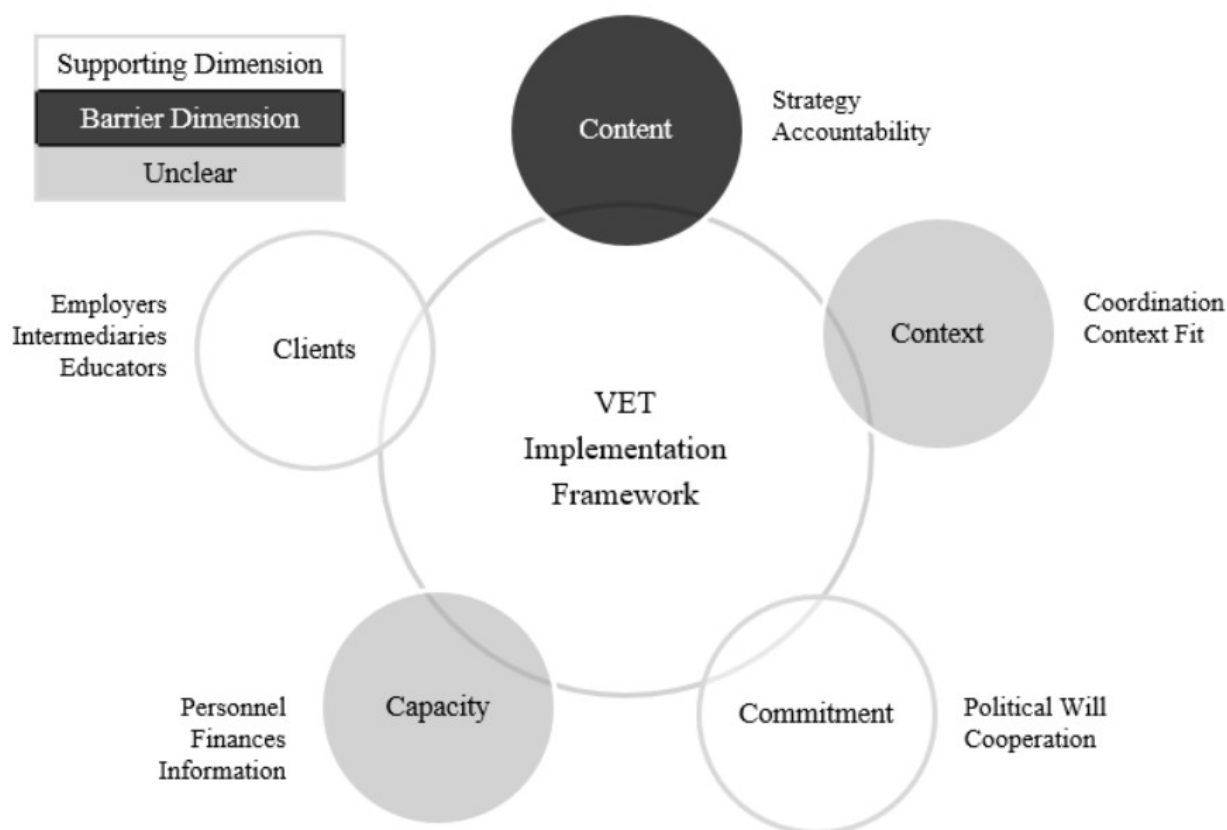 Supporting Dimension
Barrier Dimension
Unclear
Content
Strategy
Accountability
Context
Coordination
Context Fit
Employers
Intermediaries
Educators
Clients
VET
Implementation
Framework
Personnel
Finances
Information
Capacity
Commitment
Political Will
Cooperation